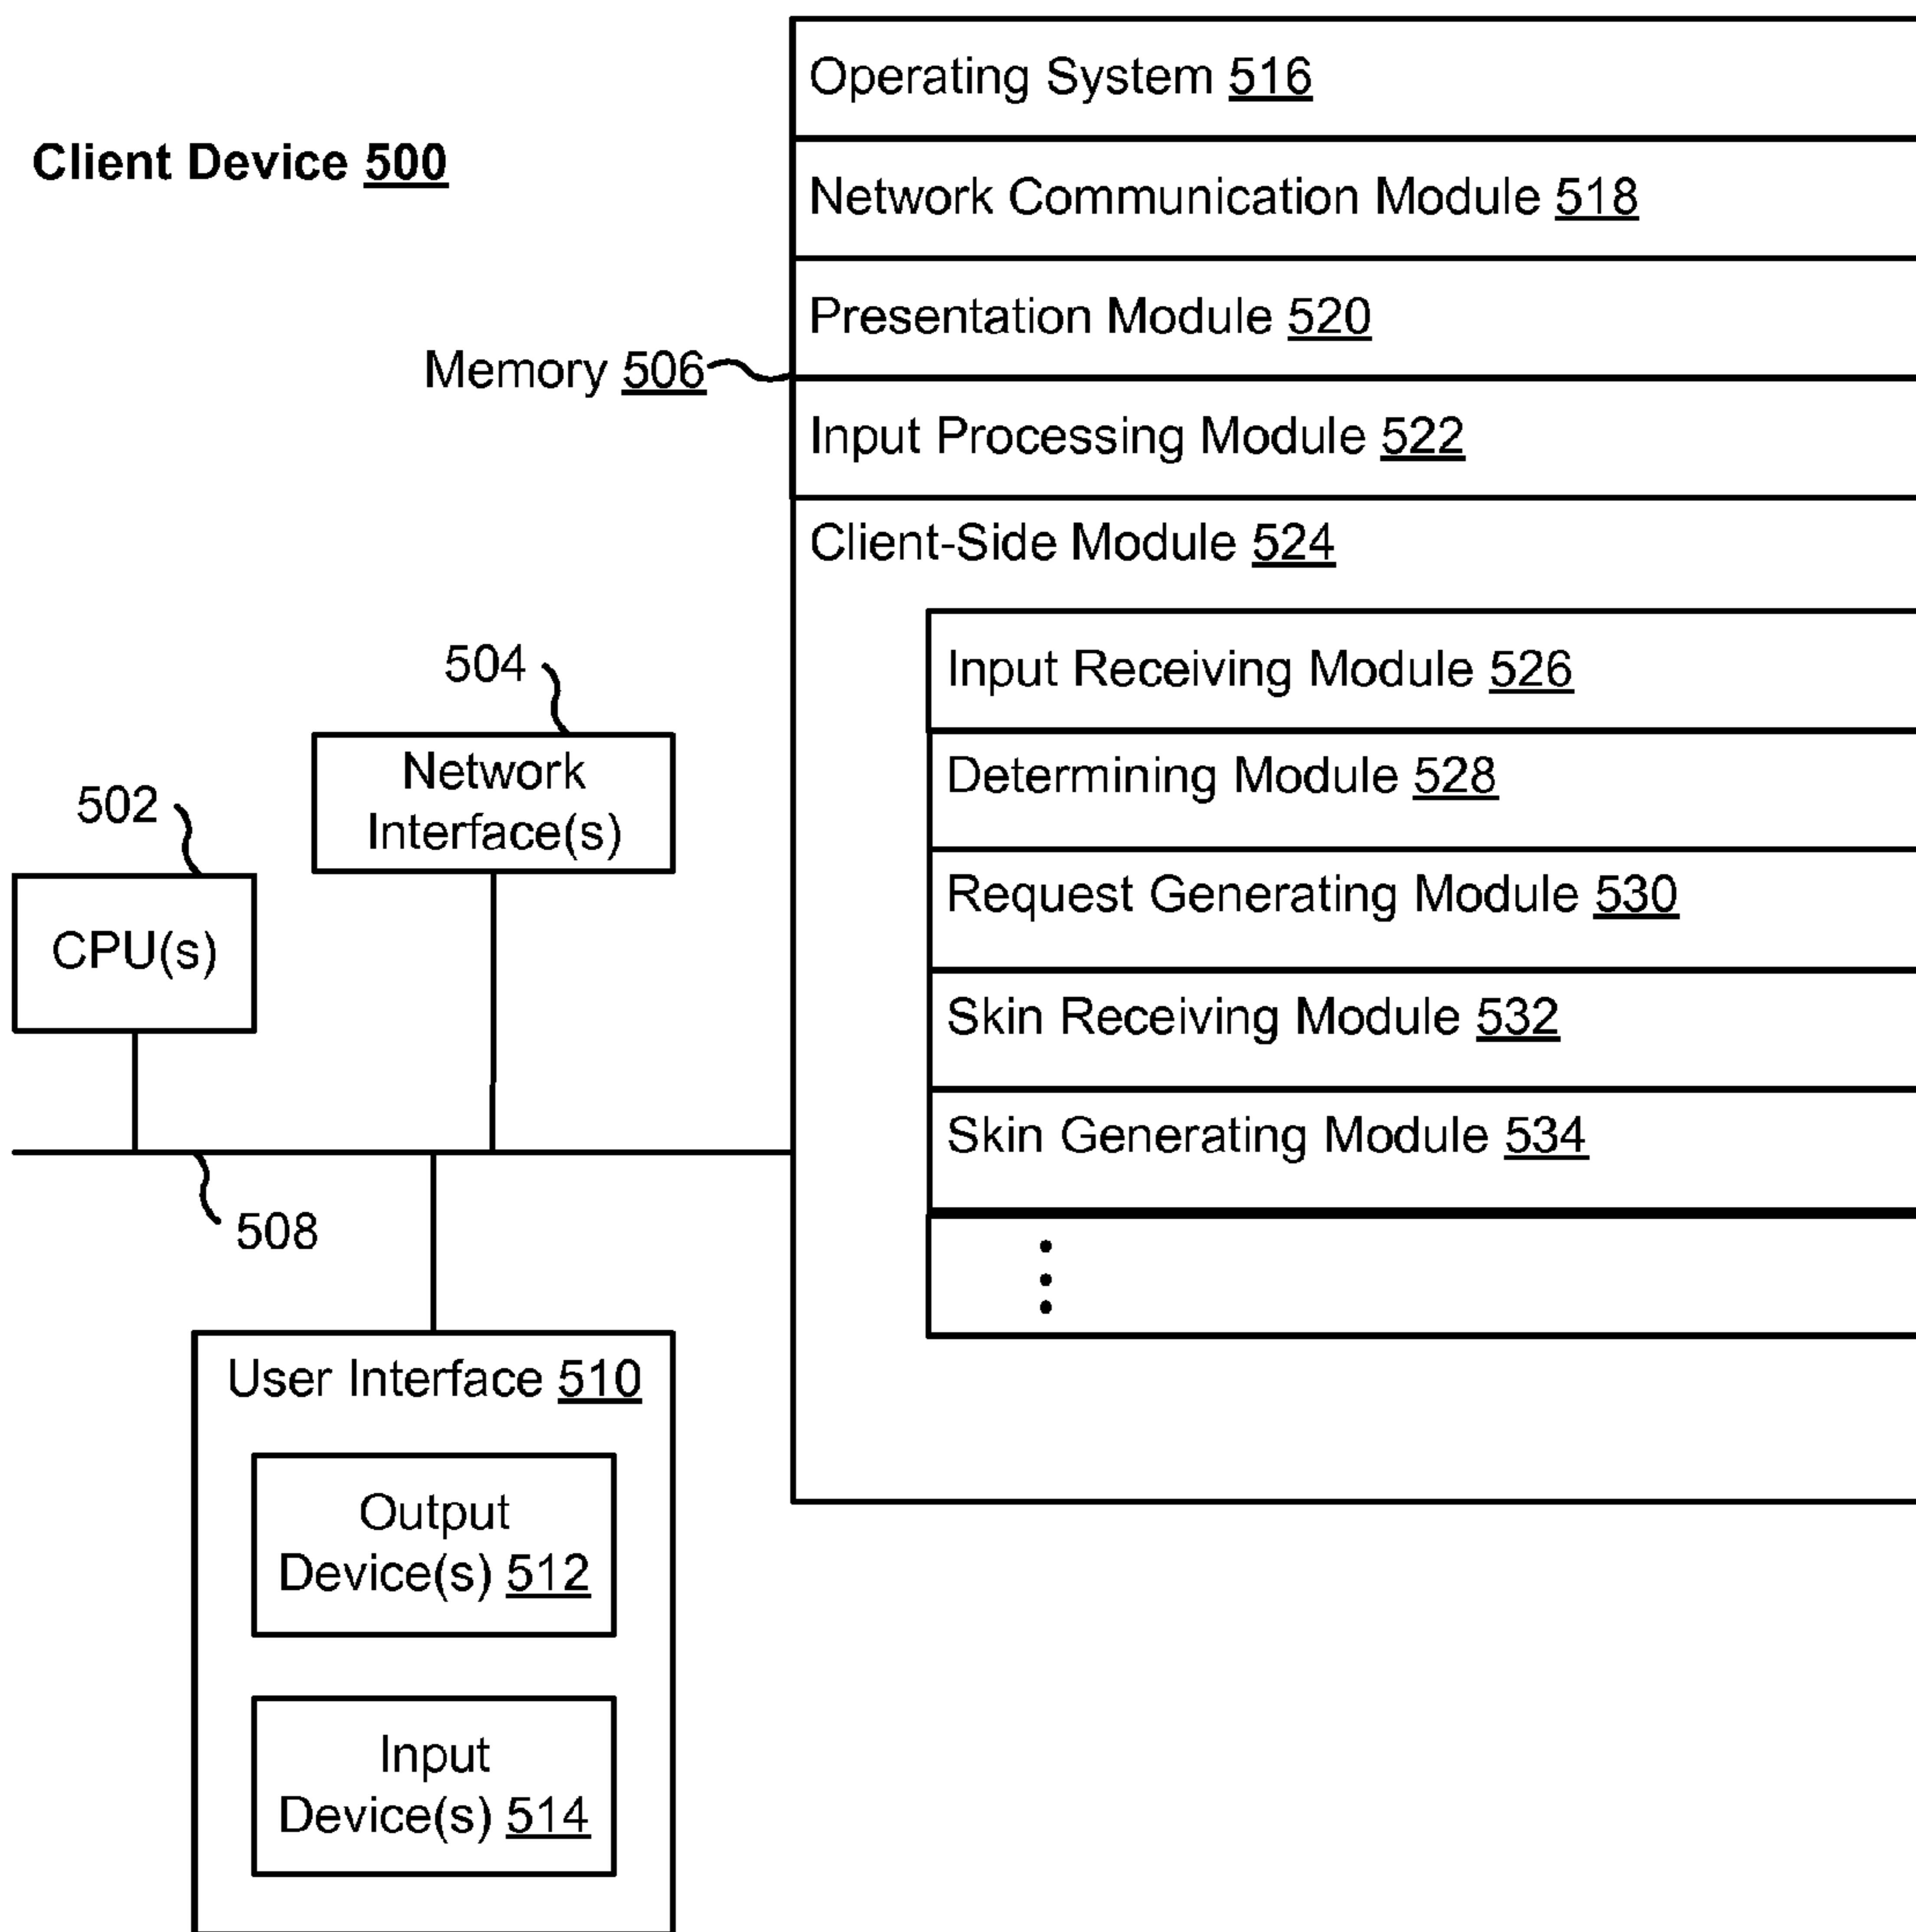 Client Device 500
Operating System 516
Network Communication Module 518
Presentation Module 520
Memory 506
Input Processing Module 522
Client-Side Module 524
Input Receiving Module 526
Determining Module 528
Request Generating Module 530
Skin Receiving Module 532
Skin Generating Module 534
504
Network
Interface(s)
502
CPU(s)
508
User Interface 510
Output
Device(s) 512
Input
Device(s) 514